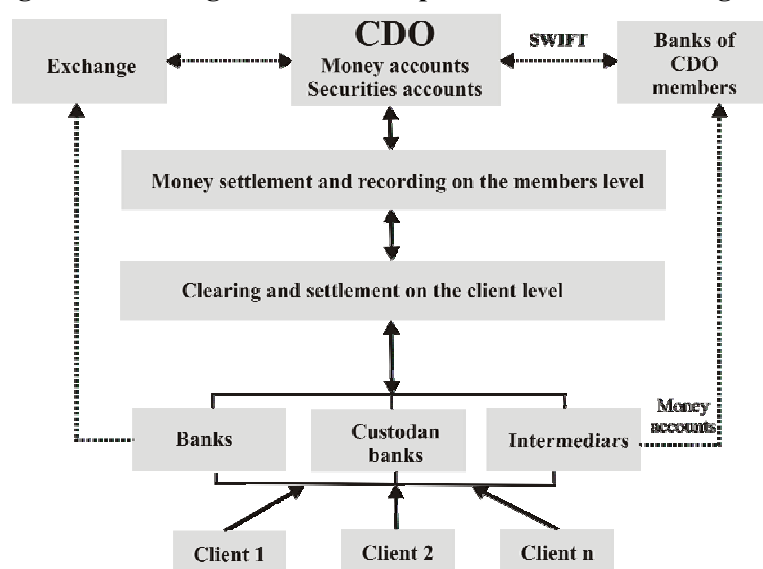 CDO
SWIFT
Banks of
CDO
members
Exchange
Money accounts
Securities accounts
Money settlement and recording on the members level
Clearing and settlement on the client level
Money
accounts
Banks
Custodan
banks
Intermediars
Client 1
Client 2
Client n